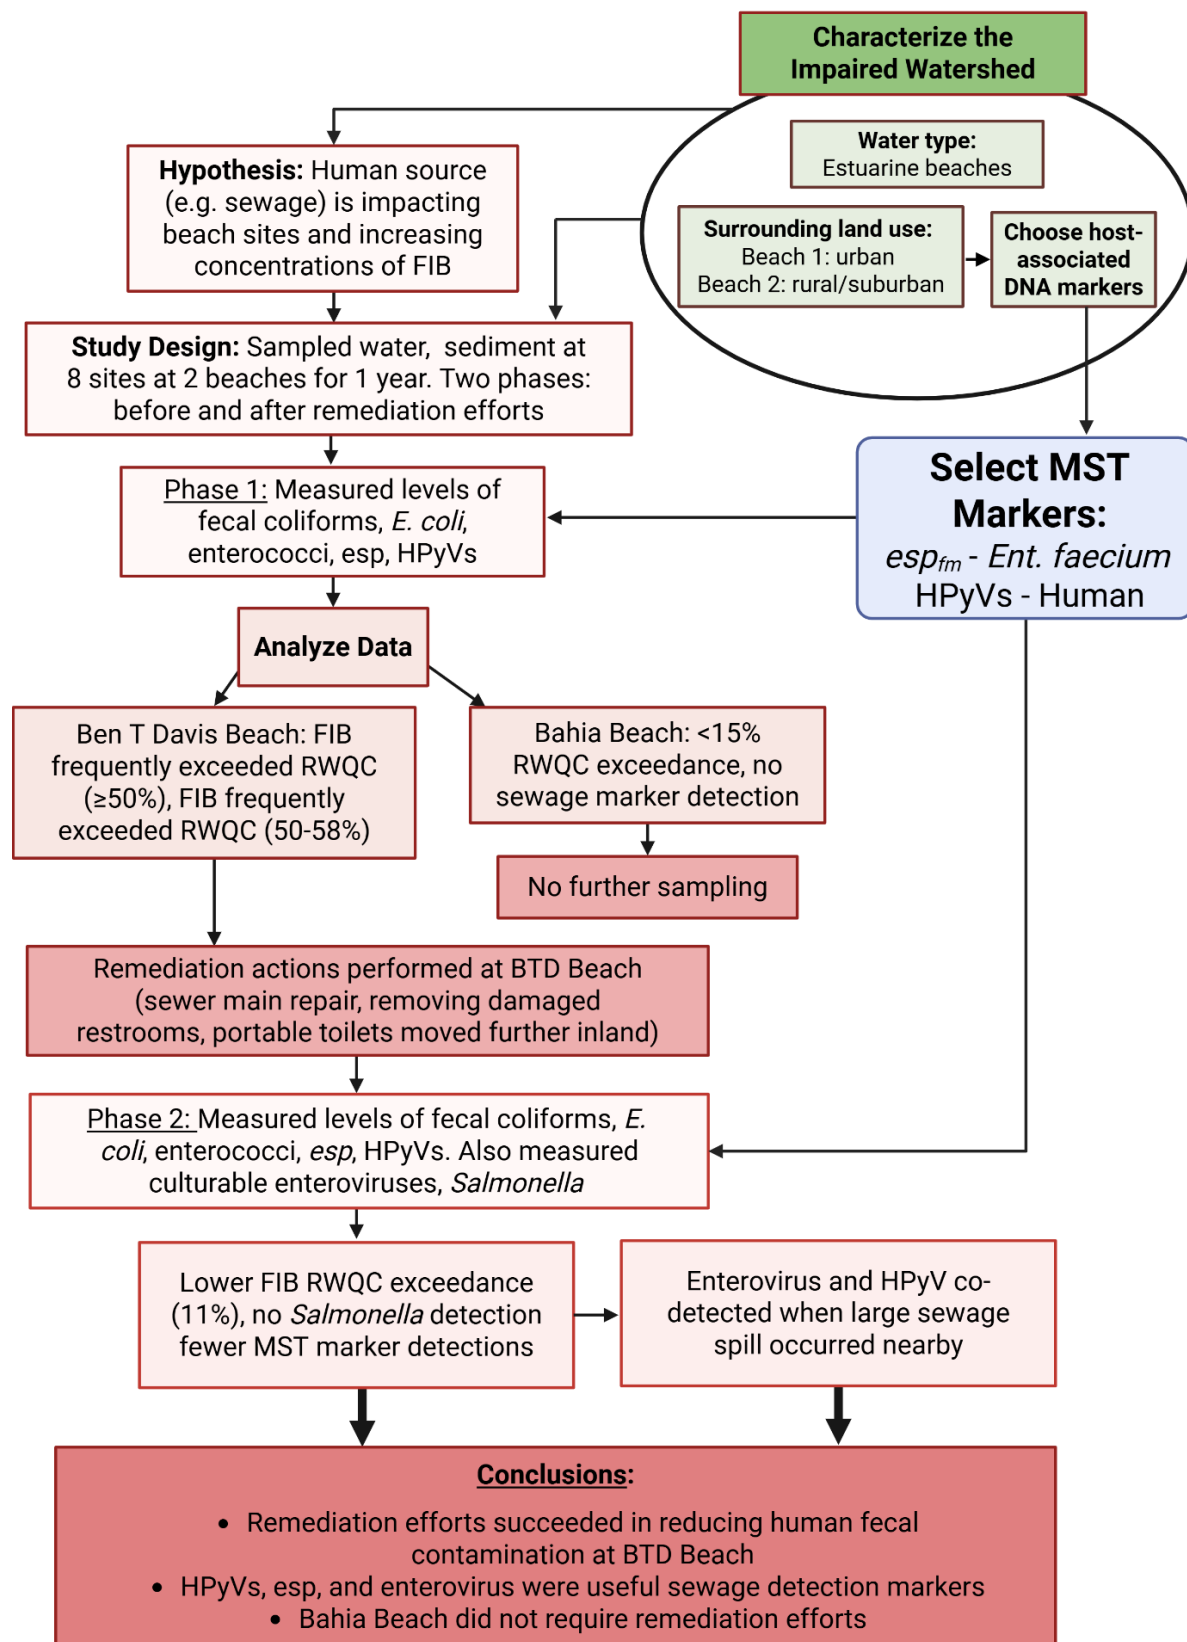 Characterize the
Impaired Watershed
Water type:
Estuarine beaches
Surrounding land use:
Beach 1: urban
Beach 2: rural/suburban
Choose host-
associated
DNA markers
Hypothesis: Human source
(e.g. sewage) is impacting
beach sites and increasing
concentrations of FIB
Study Design: Sampled water, sediment at
8 sites at 2 beaches for 1 year. Two phases:
before and after remediation efforts
Select MST
Markers:
esp_fm - Ent. faecium
HPyVs - Human
Phase 1: Measured levels of
fecal coliforms, E. coli,
enterococci, esp, HPyVs
Analyze Data
Ben T Davis Beach: FIB
frequently exceeded RWQC
(≥50%), FIB frequently
exceeded RWQC (50-58%)
Bahia Beach: <15%
RWQC exceedance, no
sewage marker detection
No further sampling
Remediation actions performed at BTD Beach
(sewer main repair, removing damaged
restrooms, portable toilets moved further inland)
Phase 2: Measured levels of fecal coliforms, E.
coli, enterococci, esp, HPyVs. Also measured
culturable enteroviruses, Salmonella
Lower FIB RWQC exceedance
(11%), no Salmonella detection
fewer MST marker detections
Enterovirus and HPyV co-
detected when large sewage
spill occurred nearby
Conclusions:
• Remediation efforts succeeded in reducing human fecal
contamination at BTD Beach
• HPyVs, esp, and enterovirus were useful sewage detection markers
• Bahia Beach did not require remediation efforts